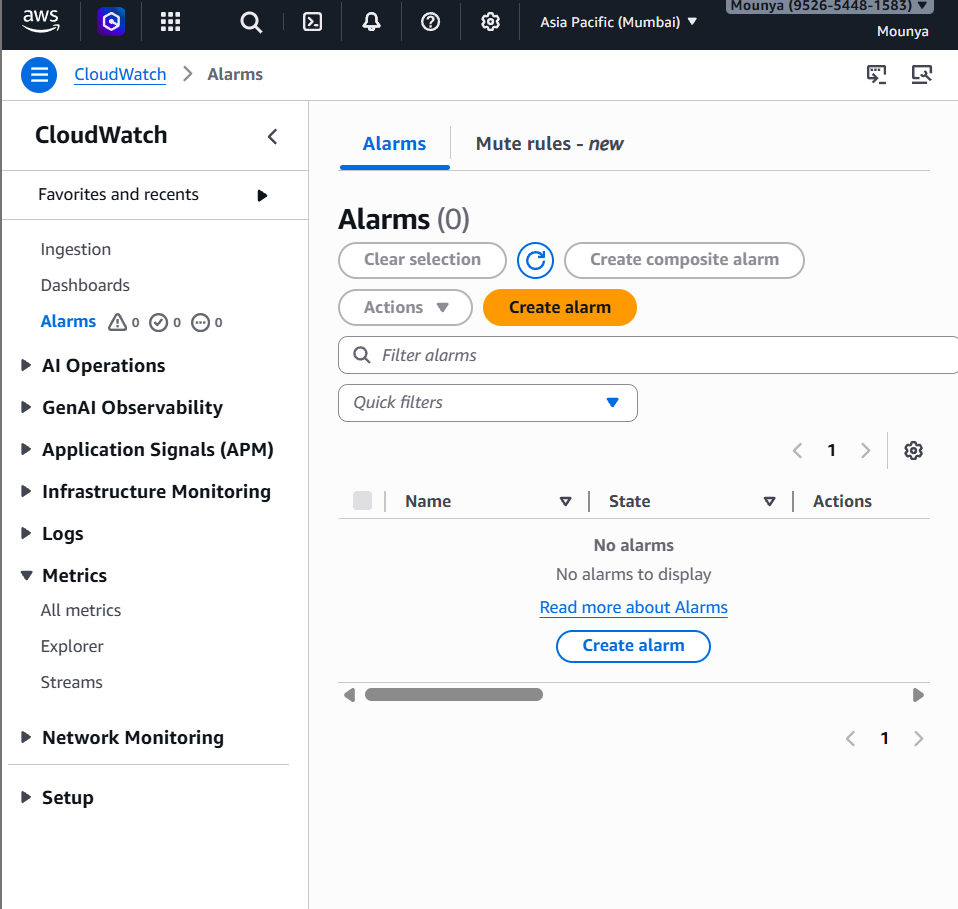 aws
Asia Pacific (Mumbai)
Mounya (9526-5448-1583)
Mounya
CloudWatch
Alarms
CloudWatch
Favorites and recents
Ingestion
Dashboards
Alarms 0 0 0
AI Operations
GenAI Observability
Application Signals (APM)
Infrastructure Monitoring
Logs
Metrics
All metrics
Explorer
Streams
Network Monitoring
Setup
Alarms
Mute rules - new
Alarms (0)
Clear selection
Create composite alarm
Actions
Create alarm
Filter alarms
Quick filters
1
Name
State
Actions
No alarms
No alarms to display
Read more about Alarms
Create alarm
1